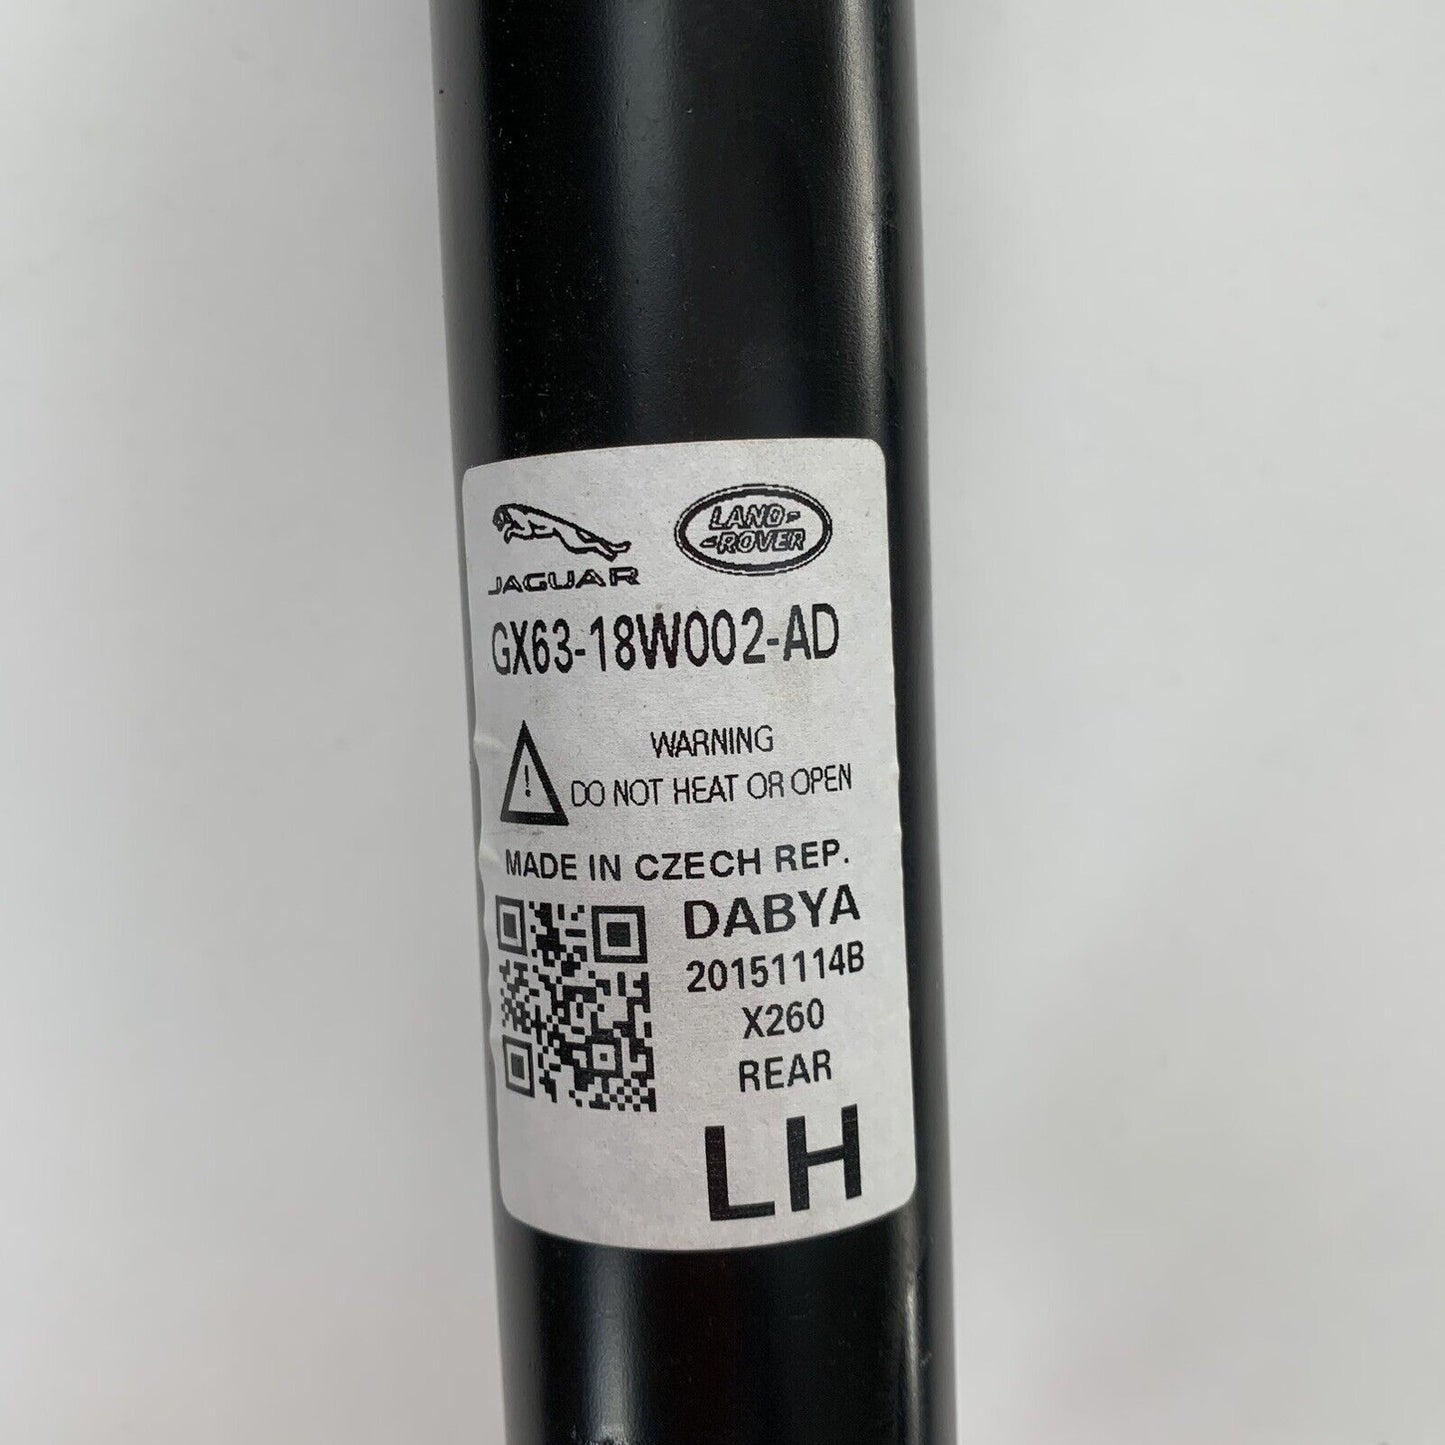 JAGUAR
LAND-
-ROVER
GX63-18W002-AD
!
WARNING
DO NOT HEAT OR OPEN
MADE IN CZECH REP.
DABYA
20151114B
X260
REAR
LH